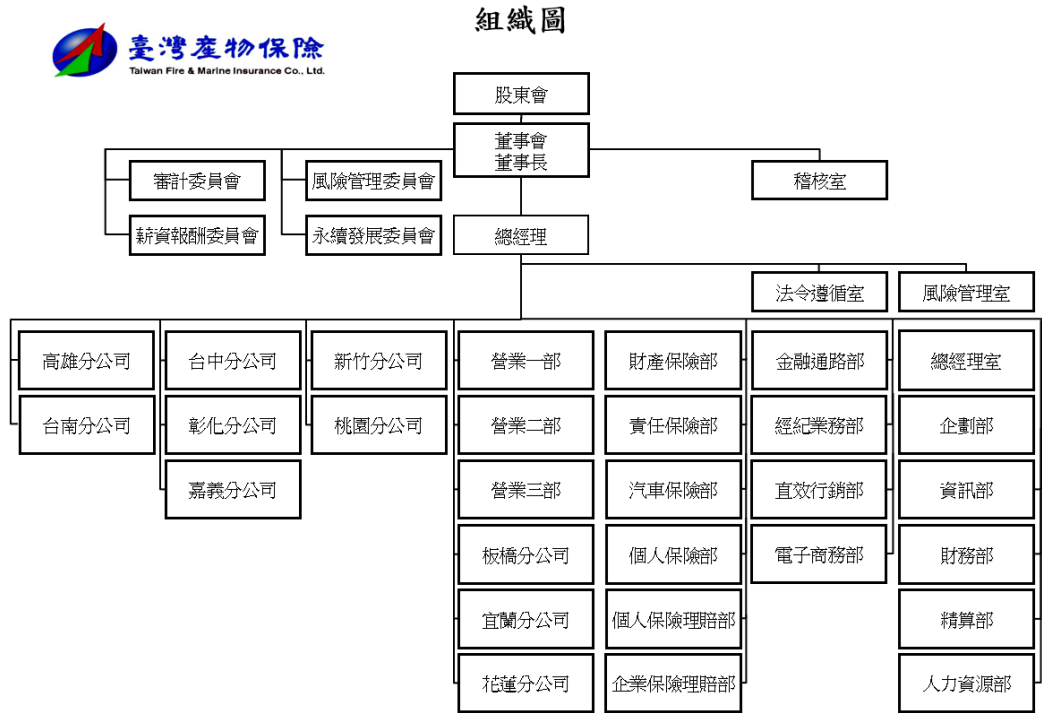 組織圖
臺灣產物保險
Taiwan Fire & Marine Insurance Co., Ltd.
股東會
董事會
董事長
審計委員會
風險管理委員會
稽核室
薪資報酬委員會
永續發展委員會
總經理
法令遵循室
風險管理室
高雄分公司
台中分公司
新竹分公司
營業一部
財產保險部
金融通路部
總經理室
台南分公司
彰化分公司
桃園分公司
營業二部
責任保險部
經紀業務部
企劃部
嘉義分公司
營業三部
汽車保險部
直效行銷部
資訊部
板橋分公司
個人保險部
電子商務部
財務部
宜蘭分公司
個人保險理賠部
精算部
花蓮分公司
企業保險理賠部
人力資源部